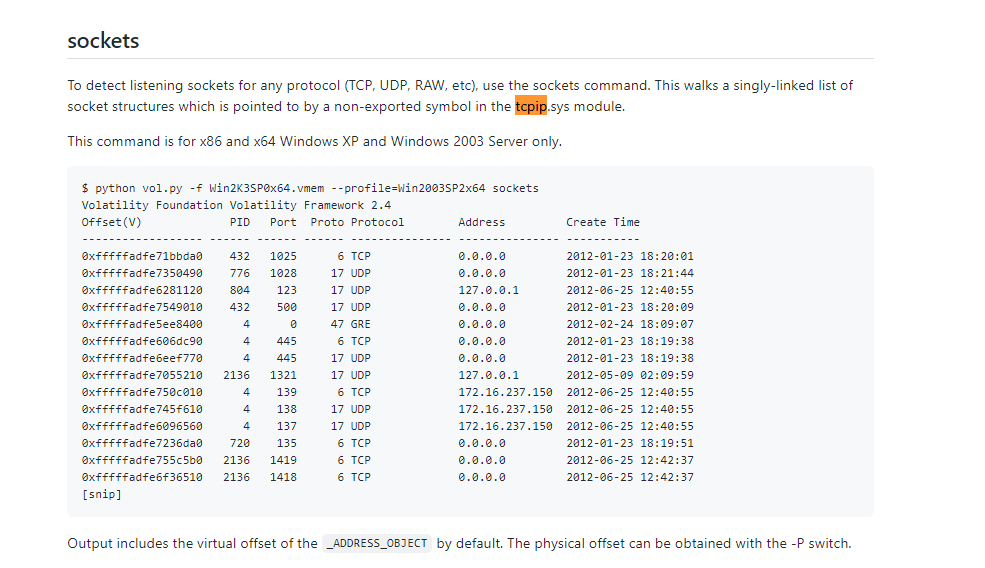 sockets
To detect listening sockets for any protocol (TCP, UDP, RAW, etc), use the sockets command. This walks a singly-linked list of
socket structures which is pointed to by a non-exported symbol in the tcpip.sys module.
This command is for x86 and x64 Windows XP and Windows 2003 Server only.
$ python vol.py -f Win2K3SP0x64.vmem --profile=Win2003SP2x64 sockets
Volatility Foundation Volatility Framework 2.4
Offset(V)             PID   Port  Proto Protocol        Address         Create Time
------------------ ------ ------ ------ --------------- --------------- -----------
0xfffffadfe71bbda0    432   1025      6 TCP             0.0.0.0         2012-01-23 18:20:01
0xfffffadfe7350490    776   1028     17 UDP             0.0.0.0         2012-01-23 18:21:44
0xfffffadfe6281120    804    123     17 UDP             127.0.0.1       2012-06-25 12:40:55
0xfffffadfe7549010    432    500     17 UDP             0.0.0.0         2012-01-23 18:20:09
0xfffffadfe5ee8400      4      0     47 GRE             0.0.0.0         2012-02-24 18:09:07
0xfffffadfe606dc90      4    445      6 TCP             0.0.0.0         2012-01-23 18:19:38
0xfffffadfe6eef770      4    445     17 UDP             0.0.0.0         2012-01-23 18:19:38
0xfffffadfe7055210   2136   1321     17 UDP             127.0.0.1       2012-05-09 02:09:59
0xfffffadfe750c010      4    139      6 TCP             172.16.237.150  2012-06-25 12:40:55
0xfffffadfe745f610      4    138     17 UDP             172.16.237.150  2012-06-25 12:40:55
0xfffffadfe6096560      4    137     17 UDP             172.16.237.150  2012-06-25 12:40:55
0xfffffadfe7236da0    720    135      6 TCP             0.0.0.0         2012-01-23 18:19:51
0xfffffadfe755c5b0   2136   1419      6 TCP             0.0.0.0         2012-06-25 12:42:37
0xfffffadfe6f36510   2136   1418      6 TCP             0.0.0.0         2012-06-25 12:42:37
[snip]
Output includes the virtual offset of the _ADDRESS_OBJECT by default. The physical offset can be obtained with the -P switch.